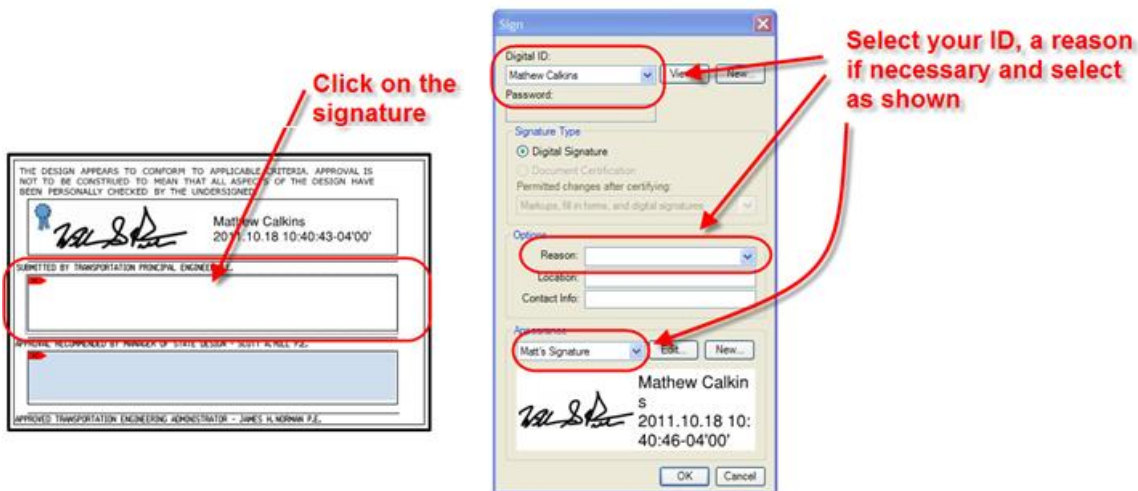 Click on the
signature
THE DESIGN APPEARS TO CONFORM TO APPLICABLE CRITERIA. APPROVAL IS
NOT TO BE CONSTRUED TO MEAN THAT ALL ASPECTS OF THE DESIGN HAVE
BEEN PERSONALLY CHECKED BY THE UNDERSIGNED
Mathew Calkins
2011.10.18 10:40:43-04'00'
SUBMITTED BY TRANSPORTATION PRINCIPAL ENGINEER
APPROVAL RECOMMENDED BY MANAGER OF STATE DESIGN - SCOTT A. HILL P.E.
APPROVED TRANSPORTATION ENGINEERING ADMINISTRATOR - JAMES H. NORMAN P.E.
Sign
Digital ID:
Mathew Calkins
View
New...
Password:
Signature Type
Digital Signature
Document Certification
Permitted changes after certifying:
Markups, fill in forms, and digital signatures
Options
Reason:
Location:
Contact Info:
Appearance
Matt's Signature
Edit...
New...
Mathew Calkin
s
2011.10.18 10:
40:46-04'00'
OK
Cancel
Select your ID, a reason
if necessary and select
as shown